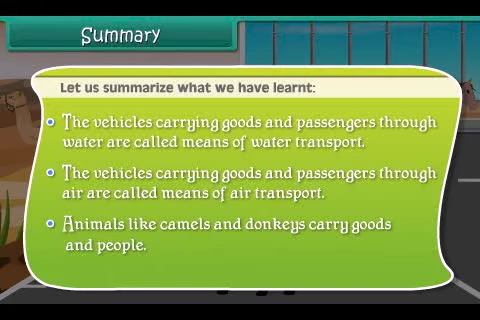 Summary
Let us summarize what we have learnt:
The vehicles carrying goods and passengers through
water are called means of water transport.
The vehicles carrying goods and passengers through
air are called means of air transport.
Animals like camels and donkeys carry goods
and people.